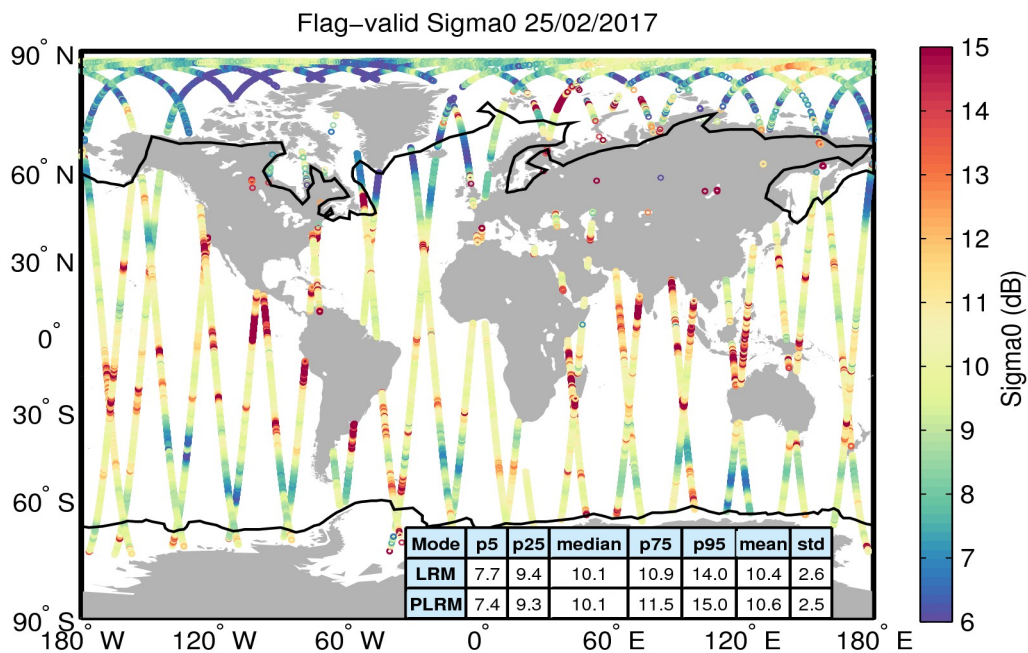 Flag−valid Sigma0 25/02/2017
90° N
60° N
30° N
0°
30° S
60° S
90° S
180° W
120° W
60° W
0°
60° E
120° E
180° E
Mode p5 p25 median p75 p95 mean std
LRM 7.7 9.4 10.1 10.9 14.0 10.4 2.6
PLRM 7.4 9.3 10.1 11.5 15.0 10.6 2.5
15
14
13
12
11
10
9
8
7
6
Sigma0 (dB)